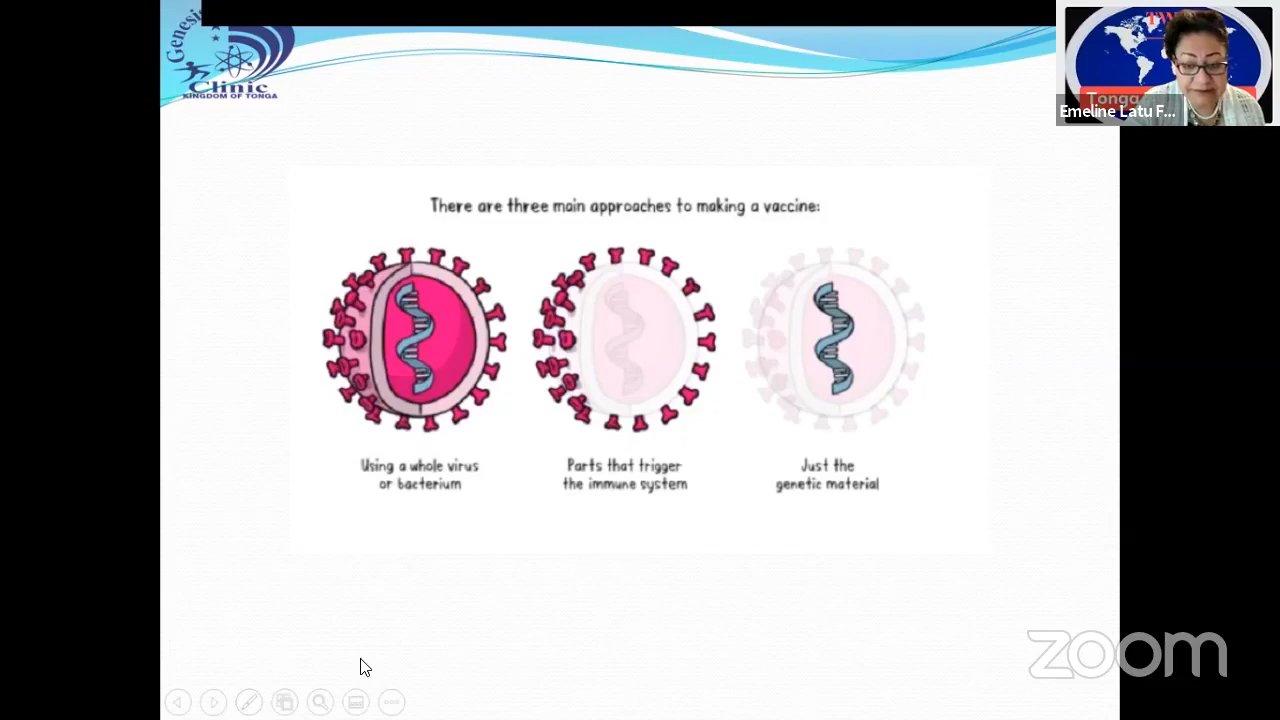 Genesis
Clinic
KINGDOM OF TONGA
Tonga
Emeline Latu F...
There are three main approaches to making a vaccine:
Using a whole virus
or bacterium
Parts that trigger
the immune system
Just the
genetic material
zoom